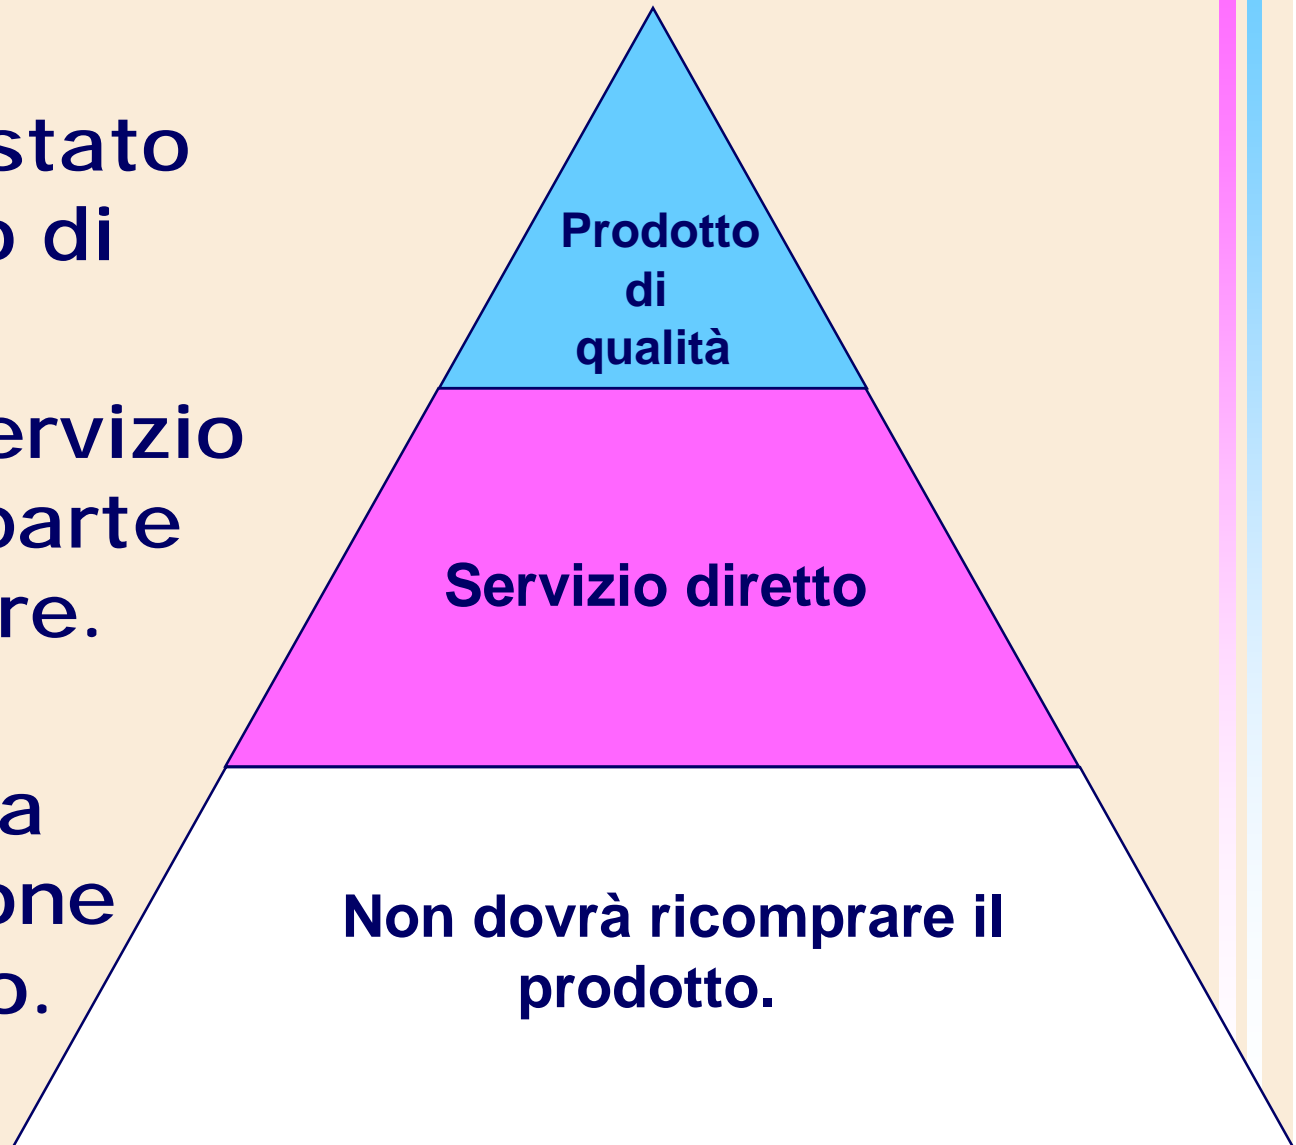 stato
di
ervizio
parte
re.
a
one
o.
Prodotto
di
qualità
Servizio diretto
Non dovrà ricomprare il
prodotto.